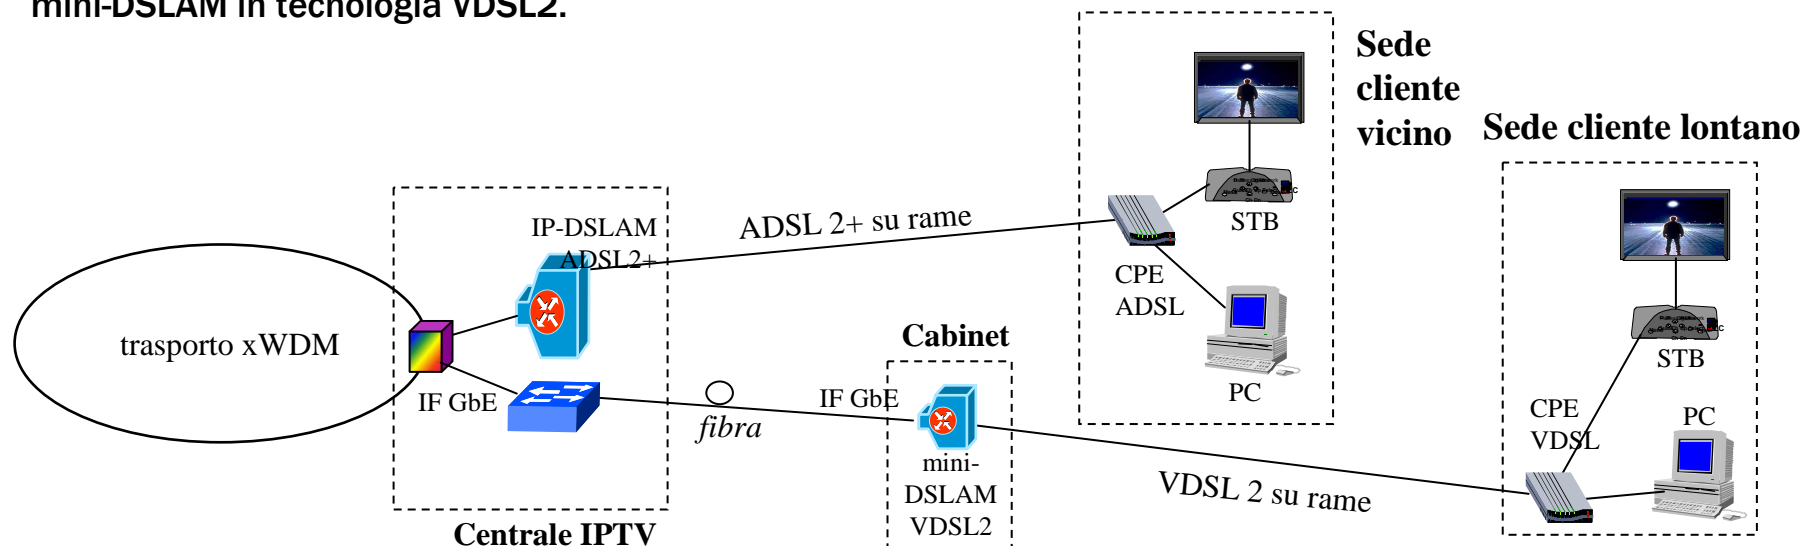 mini-DSLAM in tecnologia VDSL2.
Sede
cliente
vicino
Sede cliente lontano
IP-DSLAM
ADSL2+
ADSL 2+ su rame
STB
CPE
ADSL
PC
trasporto xWDM
IF GbE
fibra
Cabinet
IF GbE
mini-
DSLAM
VDSL2
VDSL 2 su rame
STB
CPE
VDSL
PC
Centrale IPTV